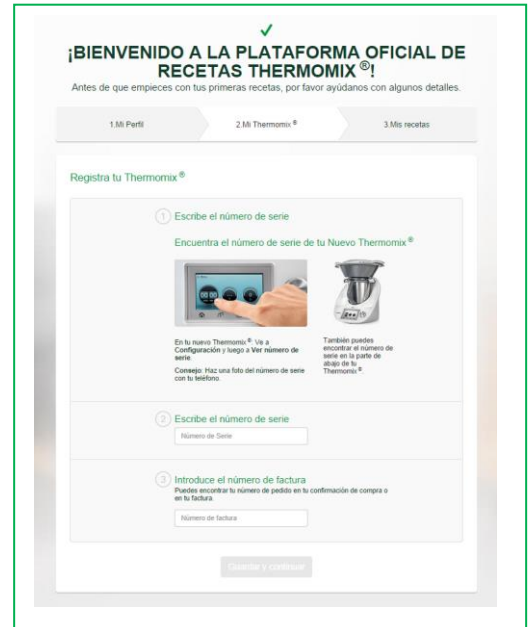 ¡BIENVENIDO A LA PLATAFORMA OFICIAL DE
RECETAS THERMOMIX ®!
Antes de que empieces con tus primeras recetas, por favor ayúdanos con algunos detalles.
1.Mi Perfil
2.Mi Thermomix ®
3.Mis recetas
Registra tu Thermomix ®
1 Escribe el número de serie
Encuentra el número de serie de tu Nuevo Thermomix ®
En tu nuevo Thermomix ®: Ve a
Configuración y luego a Ver número de
serie.
Consejo: Haz una foto del número de serie
con tu teléfono.
También puedes
encontrar el número de
serie en la parte de
abajo de tu
Thermomix ®.
2 Escribe el número de serie
Número de Serie
3 Introduce el número de factura
Puedes encontrar tu número de pedido en tu confirmación de compra o
en tu factura.
Número de factura
Guardar y continuar